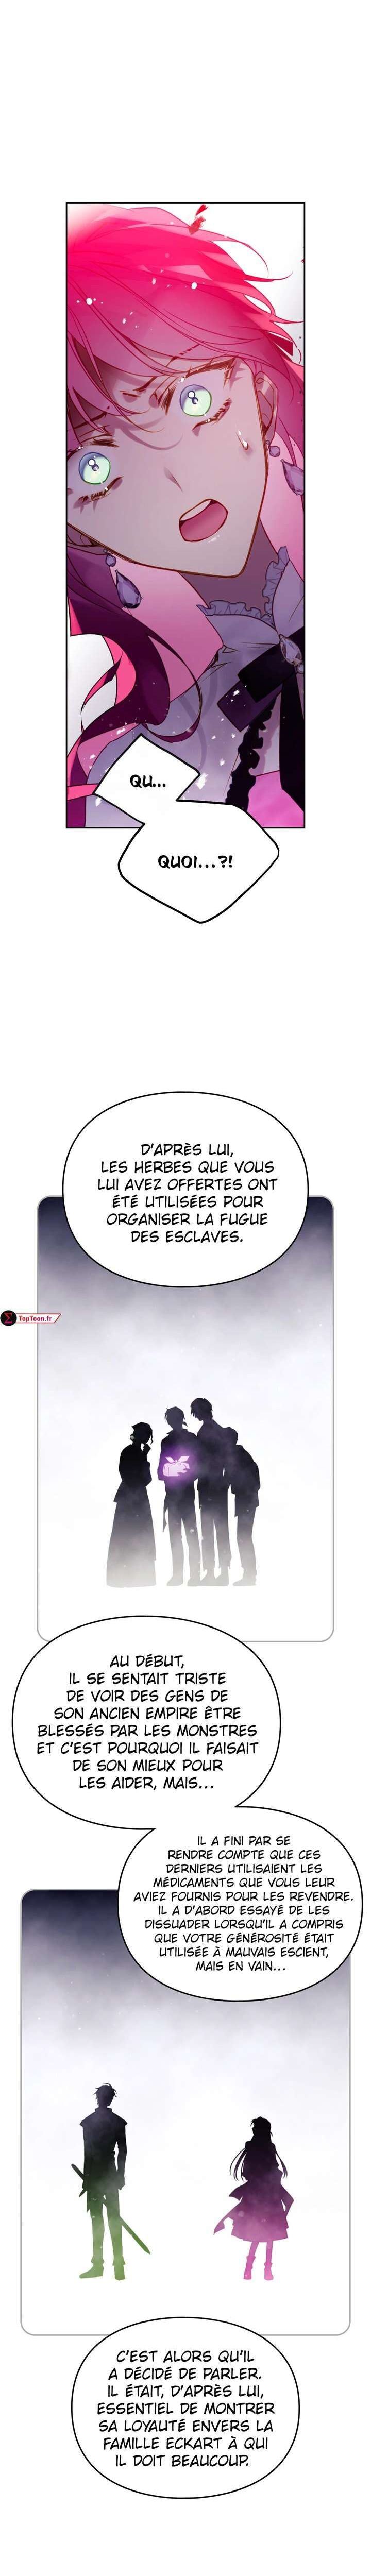 QU...
QUOI...?!
D'APRÈS LUI,
LES HERBES QUE VOUS
LUI AVEZ OFFERTES ONT
ÉTÉ UTILISÉES POUR
ORGANISER LA FUGUE
DES ESCLAVES.
TopToon.fr
AU DÉBUT,
IL SE SENTAIT TRISTE
DE VOIR DES GENS DE
SON ANCIEN EMPIRE ÊTRE
BLESSÉS PAR LES MONSTRES
ET C'EST POURQUOI IL FAISAIT
DE SON MIEUX POUR
LES AIDER, MAIS...
IL A FINI PAR SE
RENDRE COMPTE QUE CES
DERNIERS UTILISAIENT LES
MÉDICAMENTS QUE VOUS LEUR
AVIEZ FOURNIS POUR LES REVENDRE.
IL A D'ABORD ESSAYÉ DE LES
DISSUADER LORSQU'IL A COMPRIS
QUE VOTRE GÉNÉROSITÉ ÉTAIT
UTILISÉE À MAUVAIS ESCIENT,
MAIS EN VAIN...
C'EST ALORS QU'IL
A DÉCIDÉ DE PARLER.
IL ÉTAIT, D'APRÈS LUI,
ESSENTIEL DE MONTRER
SA LOYAUTÉ ENVERS LA
FAMILLE ECKART À QUI
IL DOIT BEAUCOUP.